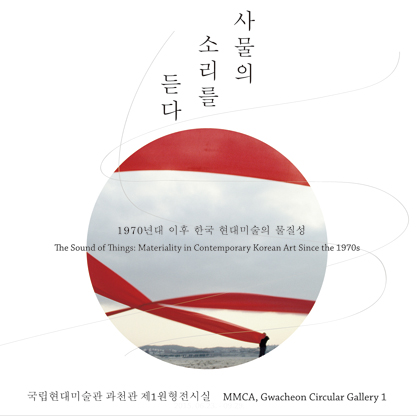 사물의
소리를
듣다
1970년대 이후 한국 현대미술의 물질성
The Sound of Things: Materiality in Contemporary Korean Art Since the 1970s
국립현대미술관 과천관 제1원형전시실 MMCA, Gwacheon Circular Gallery 1